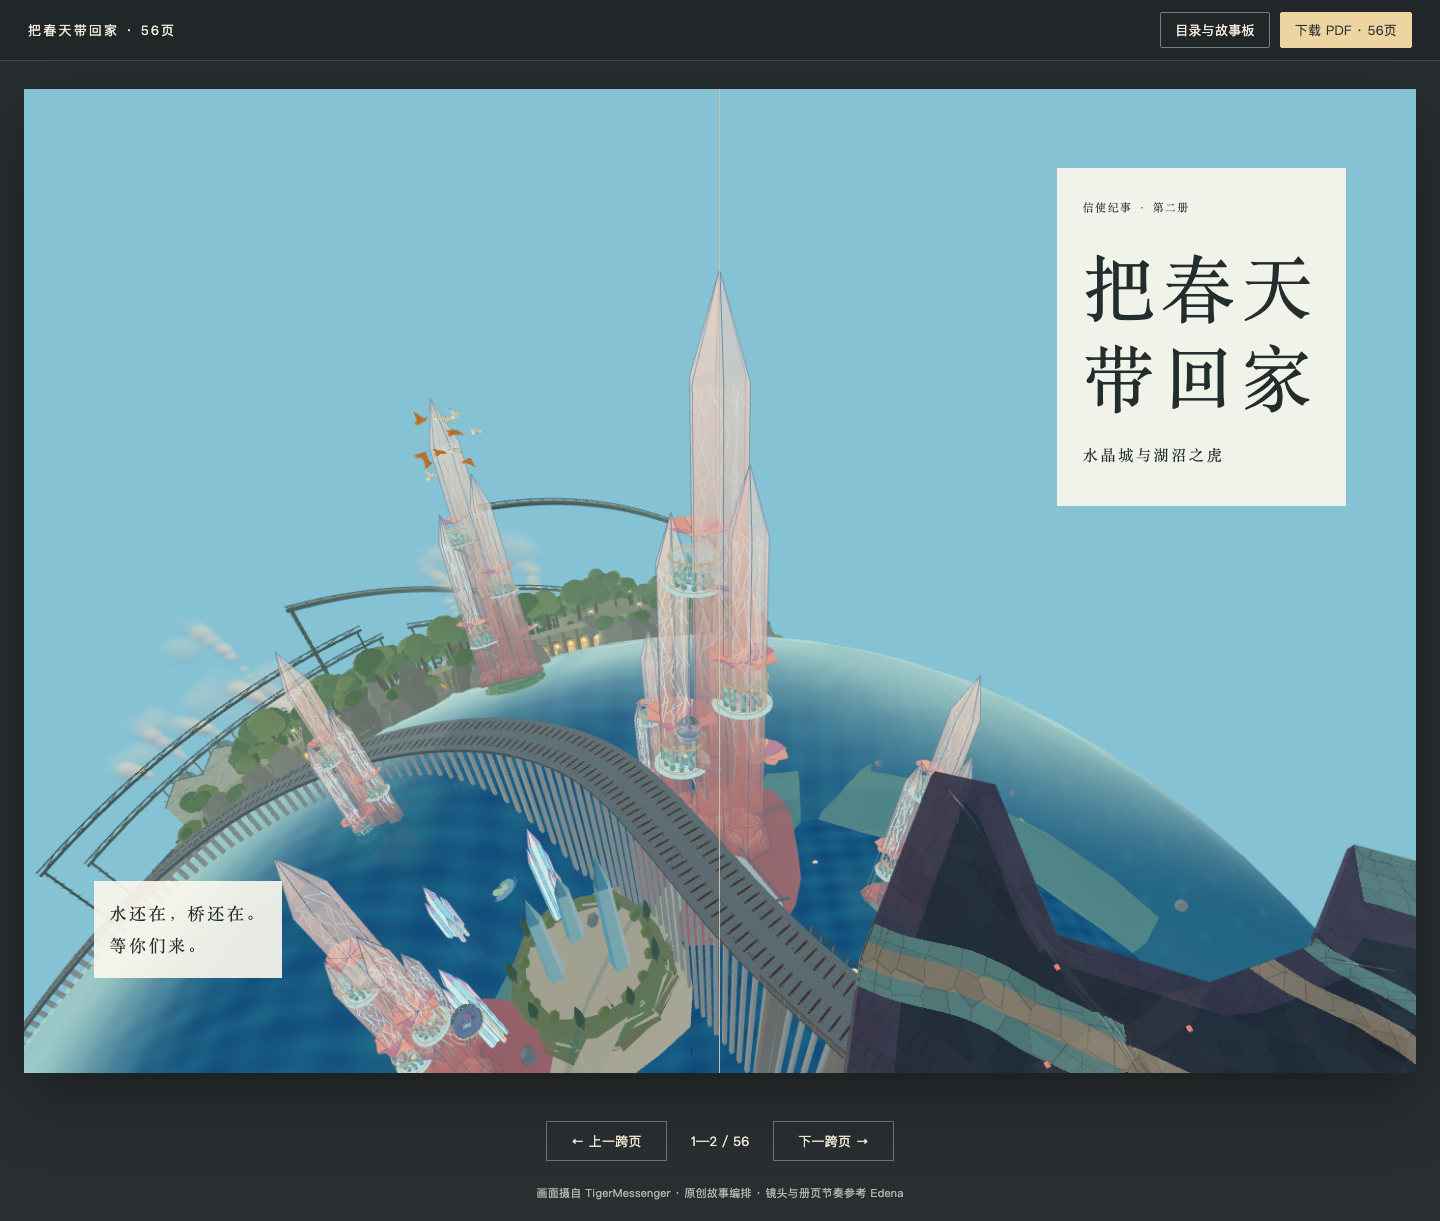 把春天带回家 · 56页
目录与故事板
下载 PDF · 56页
信使纪事 · 第二册
把春天
带回家
水晶城与湖沼之虎
水还在，桥还在。
等你们来。
1
← 上一跨页
1—2 / 56
下一跨页 →
画面摄自 TigerMessenger · 原创故事编排 · 镜头与册页节奏参考 Edena